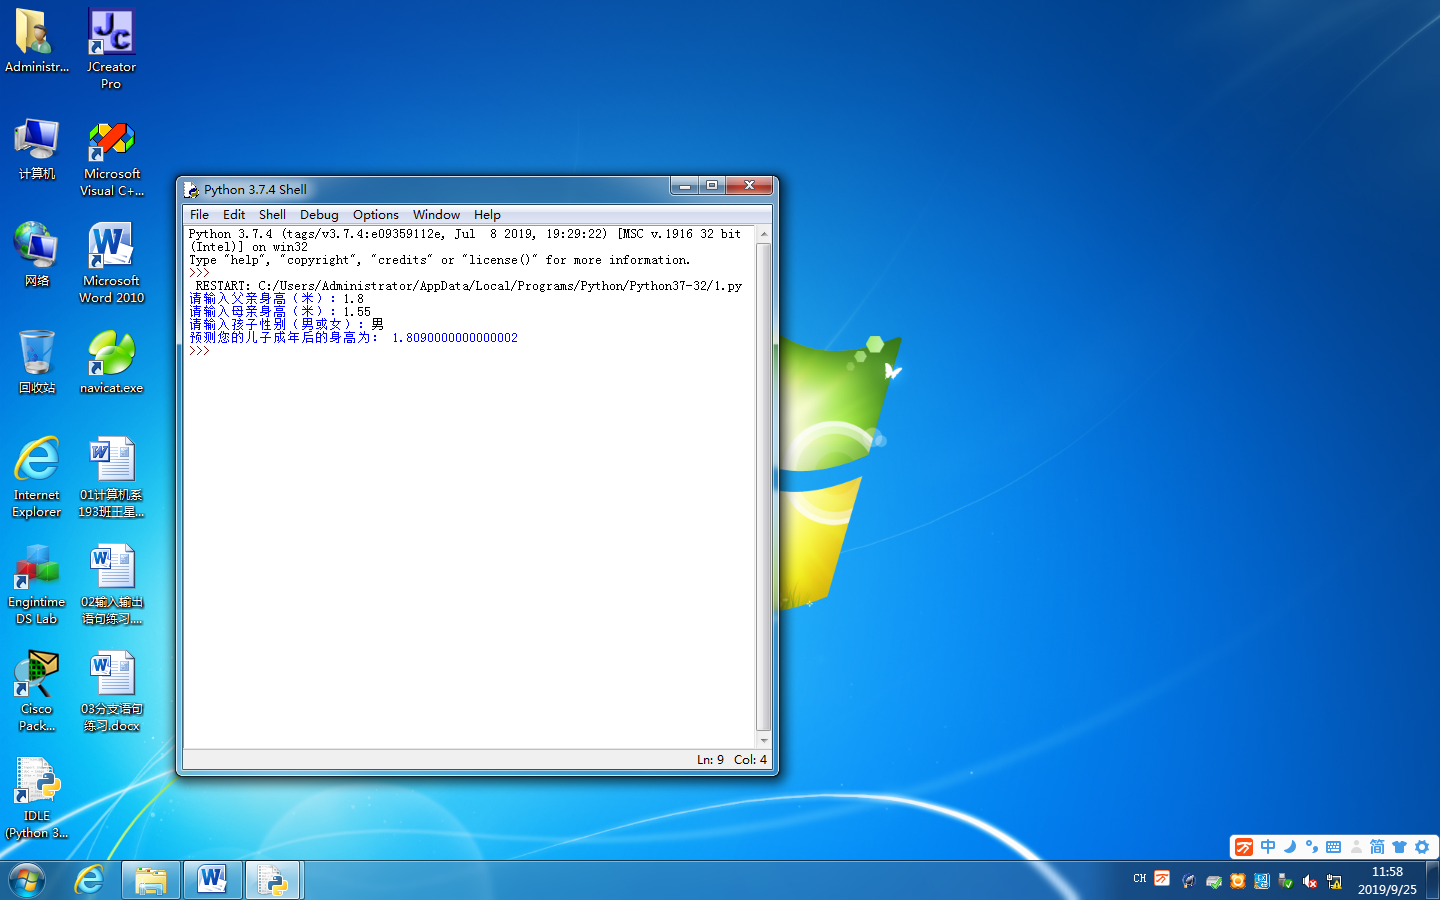 Administr...
JCreator
Pro
计算机
Microsoft
Visual C+...
网络
Microsoft
Word 2010
回收站
navicat.exe
Internet
Explorer
01计算机系
193班王星...
Engintime
DS Lab
02输入输出
语句练习....
Cisco
Pack...
03分支语句
练习.docx
IDLE
(Python 3...
Python 3.7.4 Shell
File Edit Shell Debug Options Window Help
Python 3.7.4 (tags/v3.7.4:e09359112e, Jul  8 2019, 19:29:22) [MSC v.1916 32 bit
(Intel)] on win32
Type "help", "copyright", "credits" or "license()" for more information.
>>>
RESTART: C:/Users/Administrator/AppData/Local/Programs/Python/Python37-32/1.py
请输入父亲身高（米）: 1.8
请输入母亲身高（米）: 1.55
请输入孩子性别（男或女）: 男
预测您的儿子成年后的身高为： 1.8090000000000002
>>>
Ln: 9 Col: 4
中 简
CH
11:58
2019/9/25